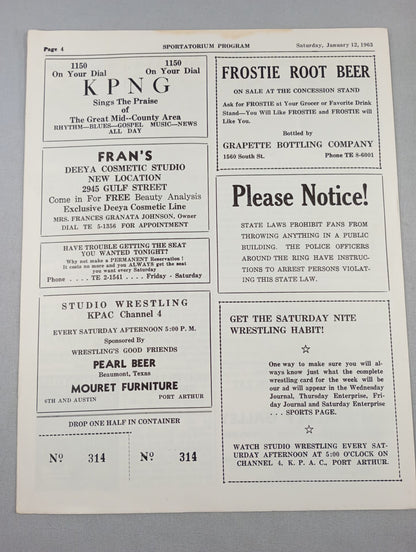 Page 4
SPORTATORIUM PROGRAM
Saturday, January 12, 1963
1150
On Your Dial
1150
On Your Dial
K P N G
Sings The Praise
of
The Great Mid--County Area
RHYTHM--BLUES--GOSPEL MUSIC--NEWS
ALL DAY
FRAN'S
DEEYA COSMETIC STUDIO
NEW LOCATION
2945 GULF STREET
Come in For FREE Beauty Analysis
Exclusive Deeya Cosmetic Line
MRS. FRANCES GRANATA JOHNSON, Owner
DIAL TE 5-1356 FOR APPOINTMENT
HAVE TROUBLE GETTING THE SEAT
YOU WANTED TONIGHT?
Why not make a PERMANENT Reservation !
It costs no more and you ALWAYS get the seat
you want every Saturday
Phone . . . . TE 2-1541 . . . . Friday - Saturday
STUDIO WRESTLING
KPAC Channel 4
EVERY SATURDAY AFTERNOON 5:00 P. M.
Sponsored By
WRESTLING'S GOOD FRIENDS
PEARL BEER
Beaumont, Texas
MOURET FURNITURE
6TH AND AUSTIN
PORT ARTHUR
DROP ONE HALF IN CONTAINER
Nº 314
Nº 314
FROSTIE ROOT BEER
ON SALE AT THE CONCESSION STAND
Ask for FROSTIE at Your Grocer or Favorite Drink
Stand—You Will Like FROSTIE and FROSTIE will
Like You.
Bottled by
GRAPETTE BOTTLING COMPANY
1560 South St.
Phone TE 8-6001
Please Notice!
STATE LAWS PROHIBIT FANS FROM
THROWING ANYTHING IN A PUBLIC
BUILDING. THE POLICE OFFICERS
AROUND THE RING HAVE INSTRUC-
TIONS TO ARREST PERSONS VIOLAT-
ING THIS STATE LAW.
GET THE SATURDAY NITE
WRESTLING HABIT!
☆
One way to make sure you will al-
ways know just what the complete
wrestling card for the week will be
our ad will appear in the Wednesday
Journal, Thursday Enterprise, Fri-
day Journal and Saturday Enterprise
. . . SPORTS PAGE.
☆
WATCH STUDIO WRESTLING EVERY SAT-
URDAY AFTERNOON AT 5:00 O'CLOCK ON
CHANNEL 4, K. P. A. C., PORT ARTHUR.